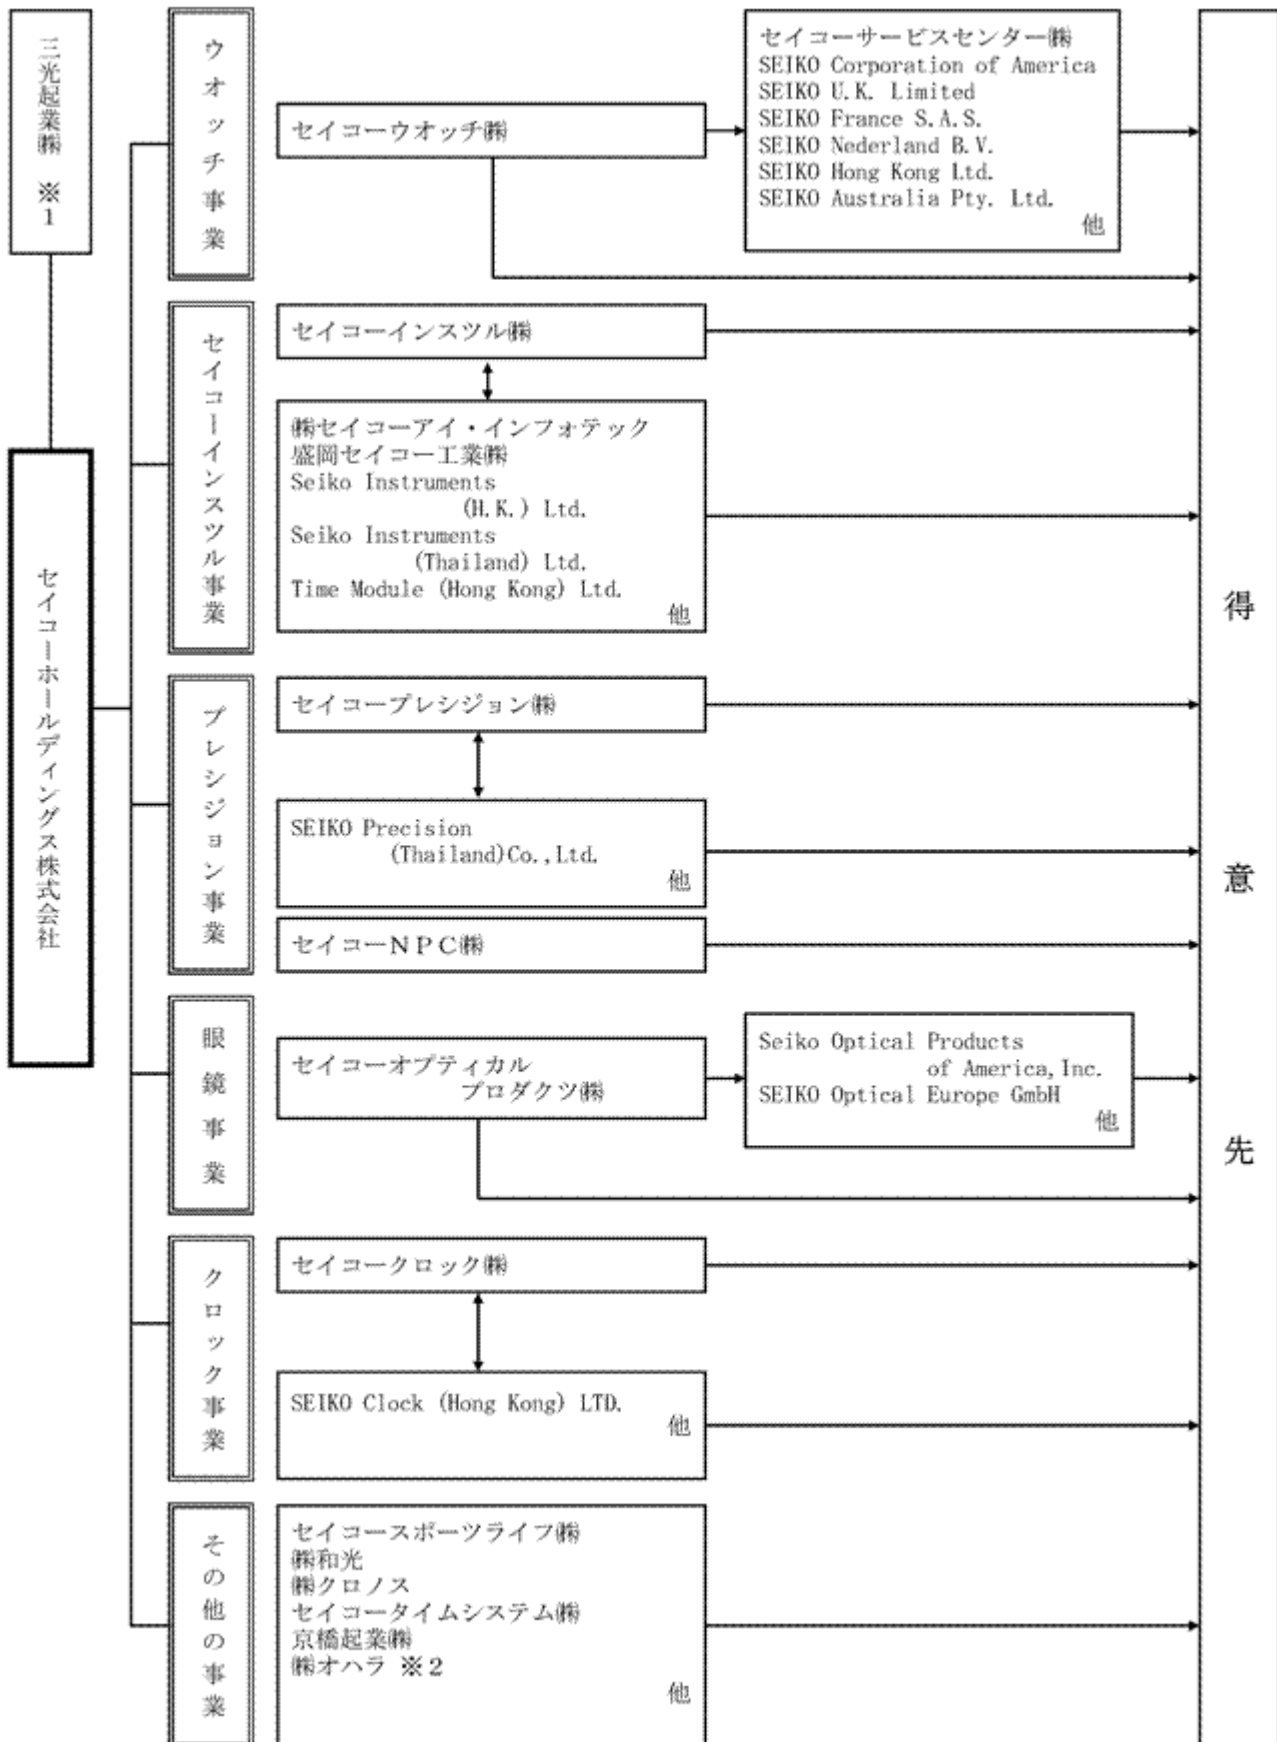 三光起業㈱ ※1
セイコーホールディングス株式会社
ウオッチ事業
セイコーウオッチ㈱
セイコーサービスセンター㈱
SEIKO Corporation of America
SEIKO U.K. Limited
SEIKO France S.A.S.
SEIKO Nederland B.V.
SEIKO Hong Kong Ltd.
SEIKO Australia Pty. Ltd.
他
セイコーインスツル事業
セイコーインスツル㈱
㈱セイコーアイ・インフォテック
盛岡セイコー工業㈱
Seiko Instruments
(H.K.) Ltd.
Seiko Instruments
(Thailand) Ltd.
Time Module (Hong Kong) Ltd.
他
プレシジョン事業
セイコープレシジョン㈱
SEIKO Precision
(Thailand)Co.,Ltd.
他
セイコーNPC㈱
眼鏡事業
セイコーオプティカル
プロダクツ㈱
Seiko Optical Products
of America,Inc.
SEIKO Optical Europe GmbH
他
クロック事業
セイコークロック㈱
SEIKO Clock (Hong Kong) LTD.
他
その他の事業
セイコースポーツライフ㈱
㈱和光
㈱クロノス
セイコータイムシステム㈱
京橋起業㈱
㈱オハラ ※2
他
得意先